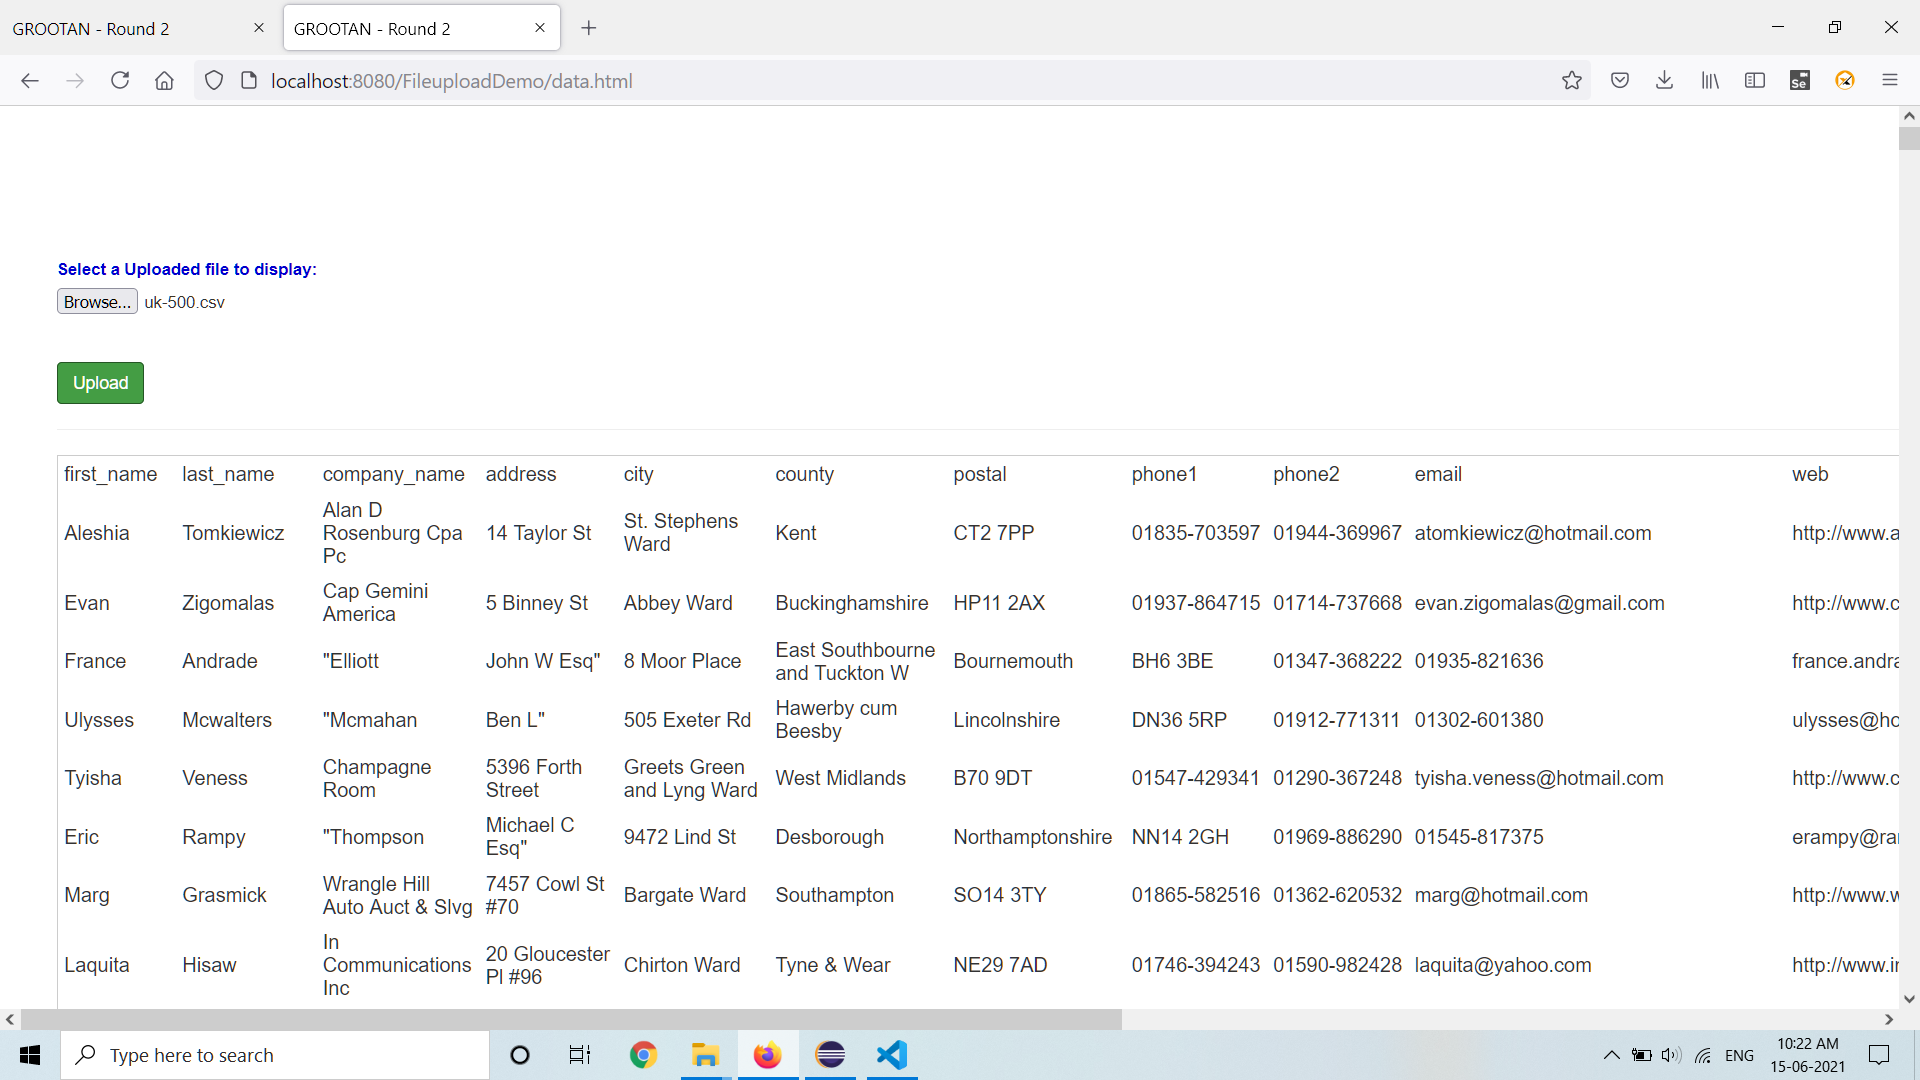 GROOTAN - Round 2
GROOTAN - Round 2
localhost:8080/FileuploadDemo/data.html
Se
Select a Uploaded file to display:
Browse... uk-500.csv
Upload
first_name last_name company_name address city county postal phone1 phone2 email web
Aleshia Tomkiewicz Alan D Rosenburg Cpa Pc 14 Taylor St St. Stephens Ward Kent CT2 7PP 01835-703597 01944-369967 atomkiewicz@hotmail.com http://www.a
Evan Zigomalas Cap Gemini America 5 Binney St Abbey Ward Buckinghamshire HP11 2AX 01937-864715 01714-737668 evan.zigomalas@gmail.com http://www.c
France Andrade "Elliott John W Esq" 8 Moor Place East Southbourne and Tuckton W Bournemouth BH6 3BE 01347-368222 01935-821636 france.andra
Ulysses Mcwalters "Mcmahan Ben L" 505 Exeter Rd Hawerby cum Beesby Lincolnshire DN36 5RP 01912-771311 01302-601380 ulysses@ho
Tyisha Veness Champagne Room 5396 Forth Street Greets Green and Lyng Ward West Midlands B70 9DT 01547-429341 01290-367248 tyisha.veness@hotmail.com http://www.c
Eric Rampy "Thompson Michael C Esq" 9472 Lind St Desborough Northamptonshire NN14 2GH 01969-886290 01545-817375 erampy@ra
Marg Grasmick Wrangle Hill Auto Auct & Slvg 7457 Cowl St #70 Bargate Ward Southampton SO14 3TY 01865-582516 01362-620532 marg@hotmail.com http://www.w
Laquita Hisaw In Communications Inc 20 Gloucester Pl #96 Chirton Ward Tyne & Wear NE29 7AD 01746-394243 01590-982428 laquita@yahoo.com http://www.i
Type here to search
ENG
10:22 AM
15-06-2021